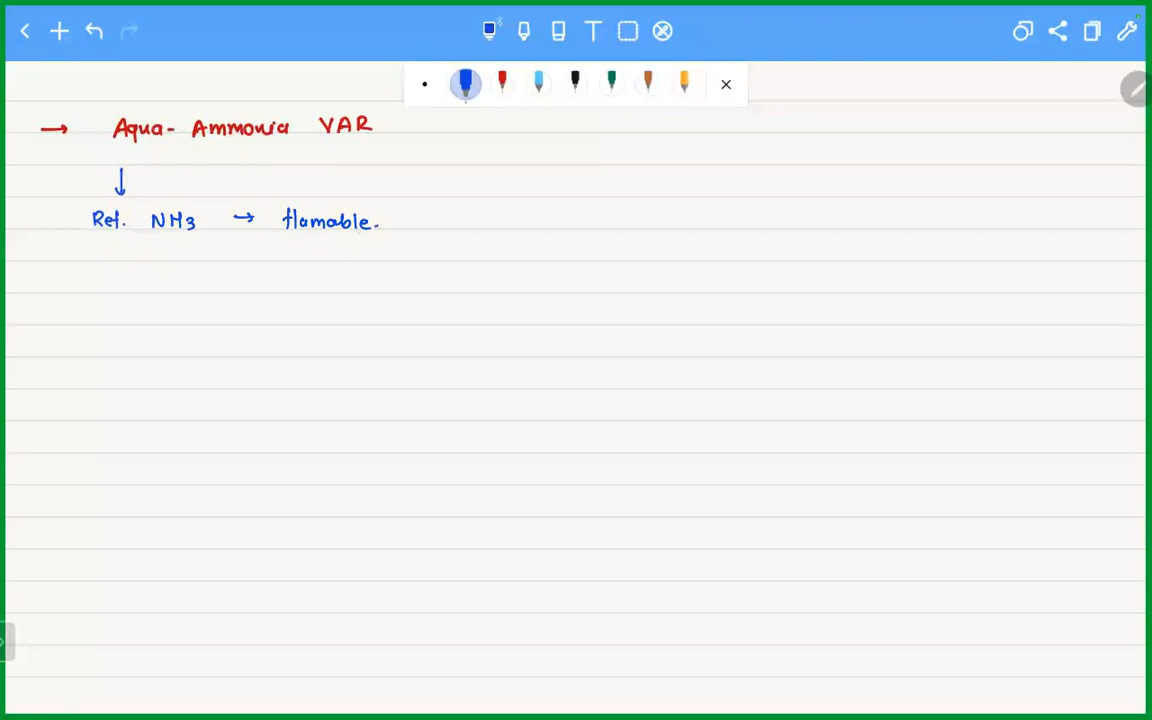 → Aqua- Ammonia VAR
↓
Ref. NH3 → flamable.